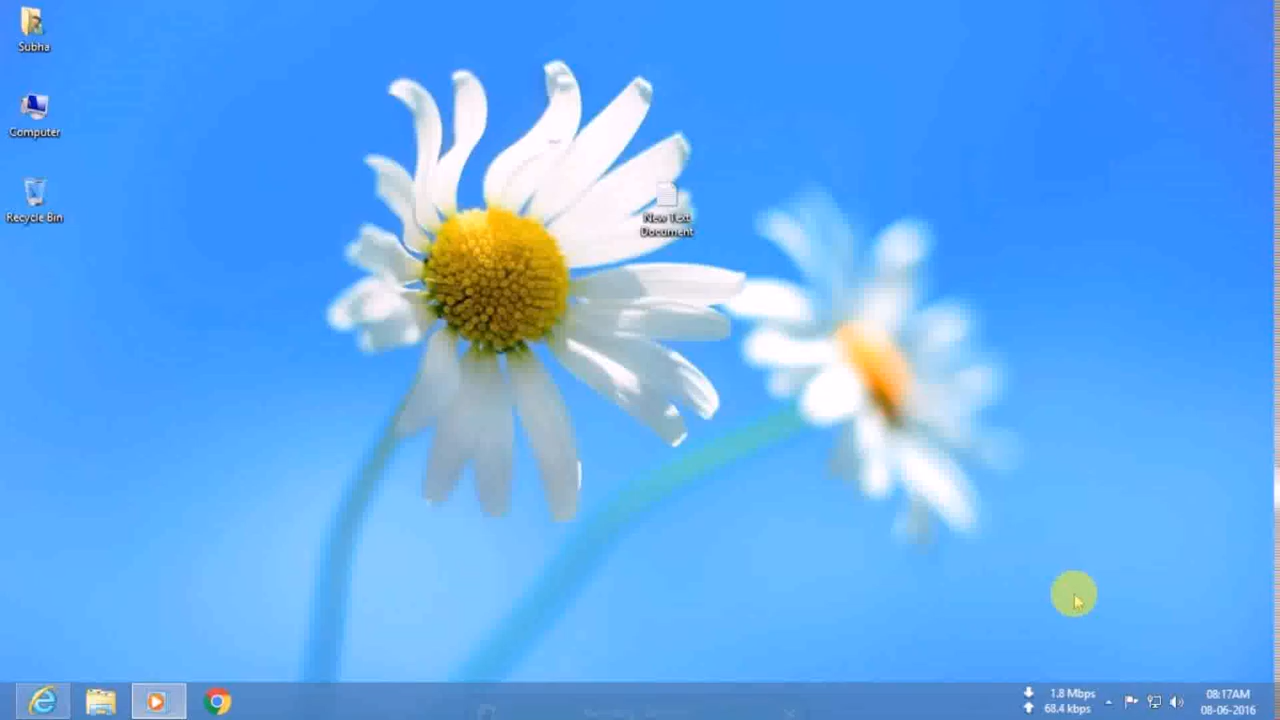 Subha
Computer
Recycle Bin
New Text
Document
1.8 Mbps
68.4 kbps
08:17AM
08-06-2016